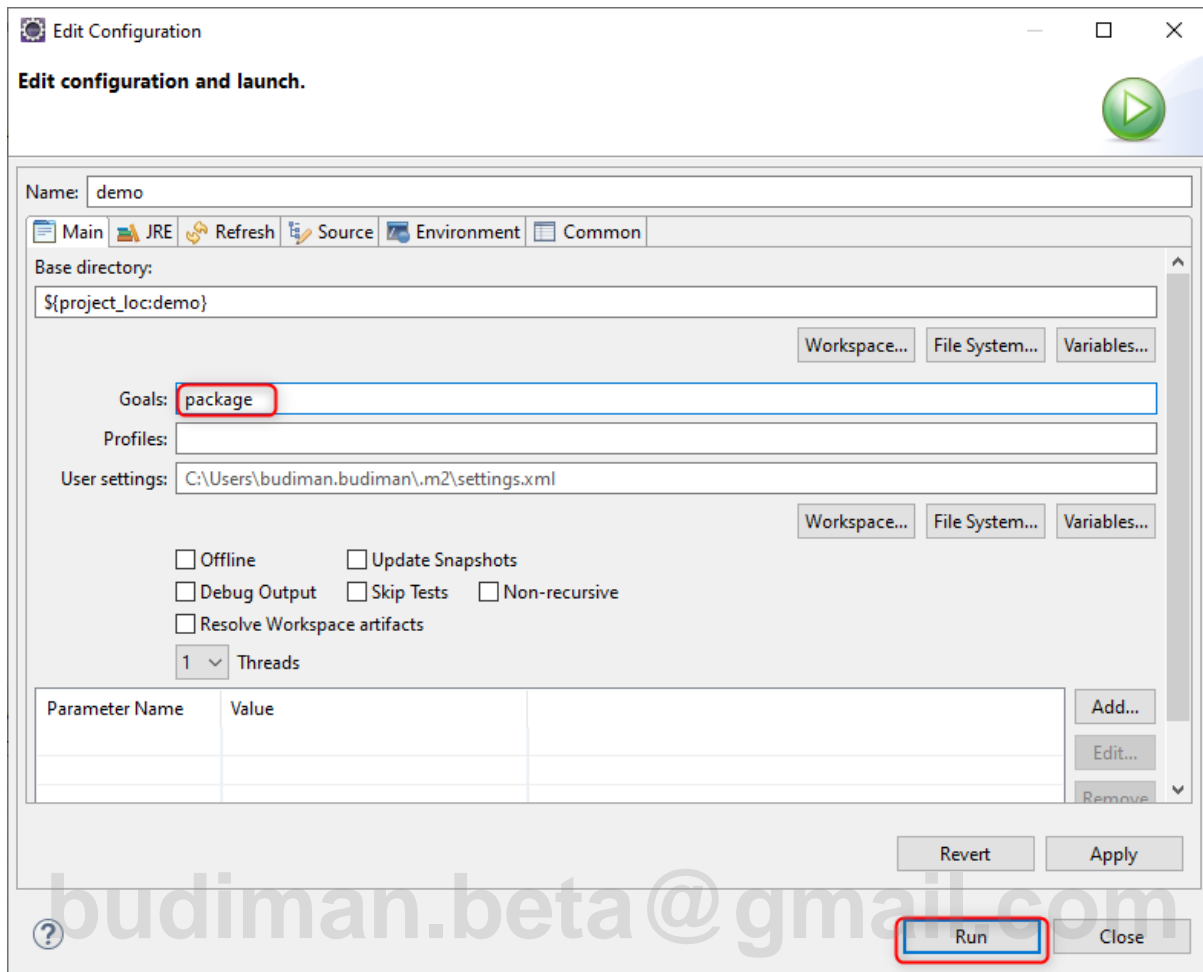 Edit Configuration
Edit configuration and launch.
Name: demo
Main JRE Refresh Source Environment Common
Base directory:
${project_loc:demo}
Workspace... File System... Variables...
Goals: package
Profiles:
User settings: C:\Users\budiman.budiman\.m2\settings.xml
Workspace... File System... Variables...
Offline Update Snapshots
Debug Output Skip Tests Non-recursive
Resolve Workspace artifacts
1 Threads
Parameter Name Value Add...
Edit...
Remove
Revert Apply
budiman.beta@gmail.com
? Run Close